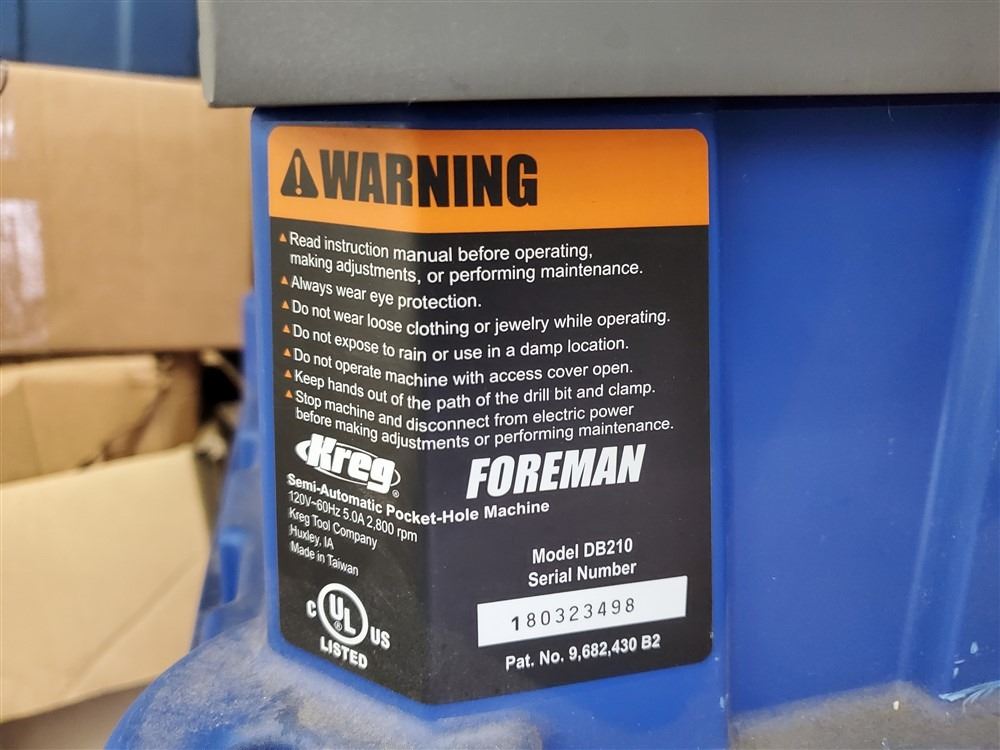 WARNING
Read instruction manual before operating,
making adjustments, or performing maintenance.
Always wear eye protection.
Do not wear loose clothing or jewelry while operating.
Do not expose to rain or use in a damp location.
Do not operate machine with access cover open.
Keep hands out of the path of the drill bit and clamp.
Stop machine and disconnect from electric power
before making adjustments or performing maintenance.
Kreg® FOREMAN
Semi-Automatic Pocket-Hole Machine
120V~60Hz 5.0A 2,800 rpm
Kreg Tool Company
Huxley, IA
Made in Taiwan
Model DB210
Serial Number
180323498
Pat. No. 9,682,430 B2
C UL® US
LISTED